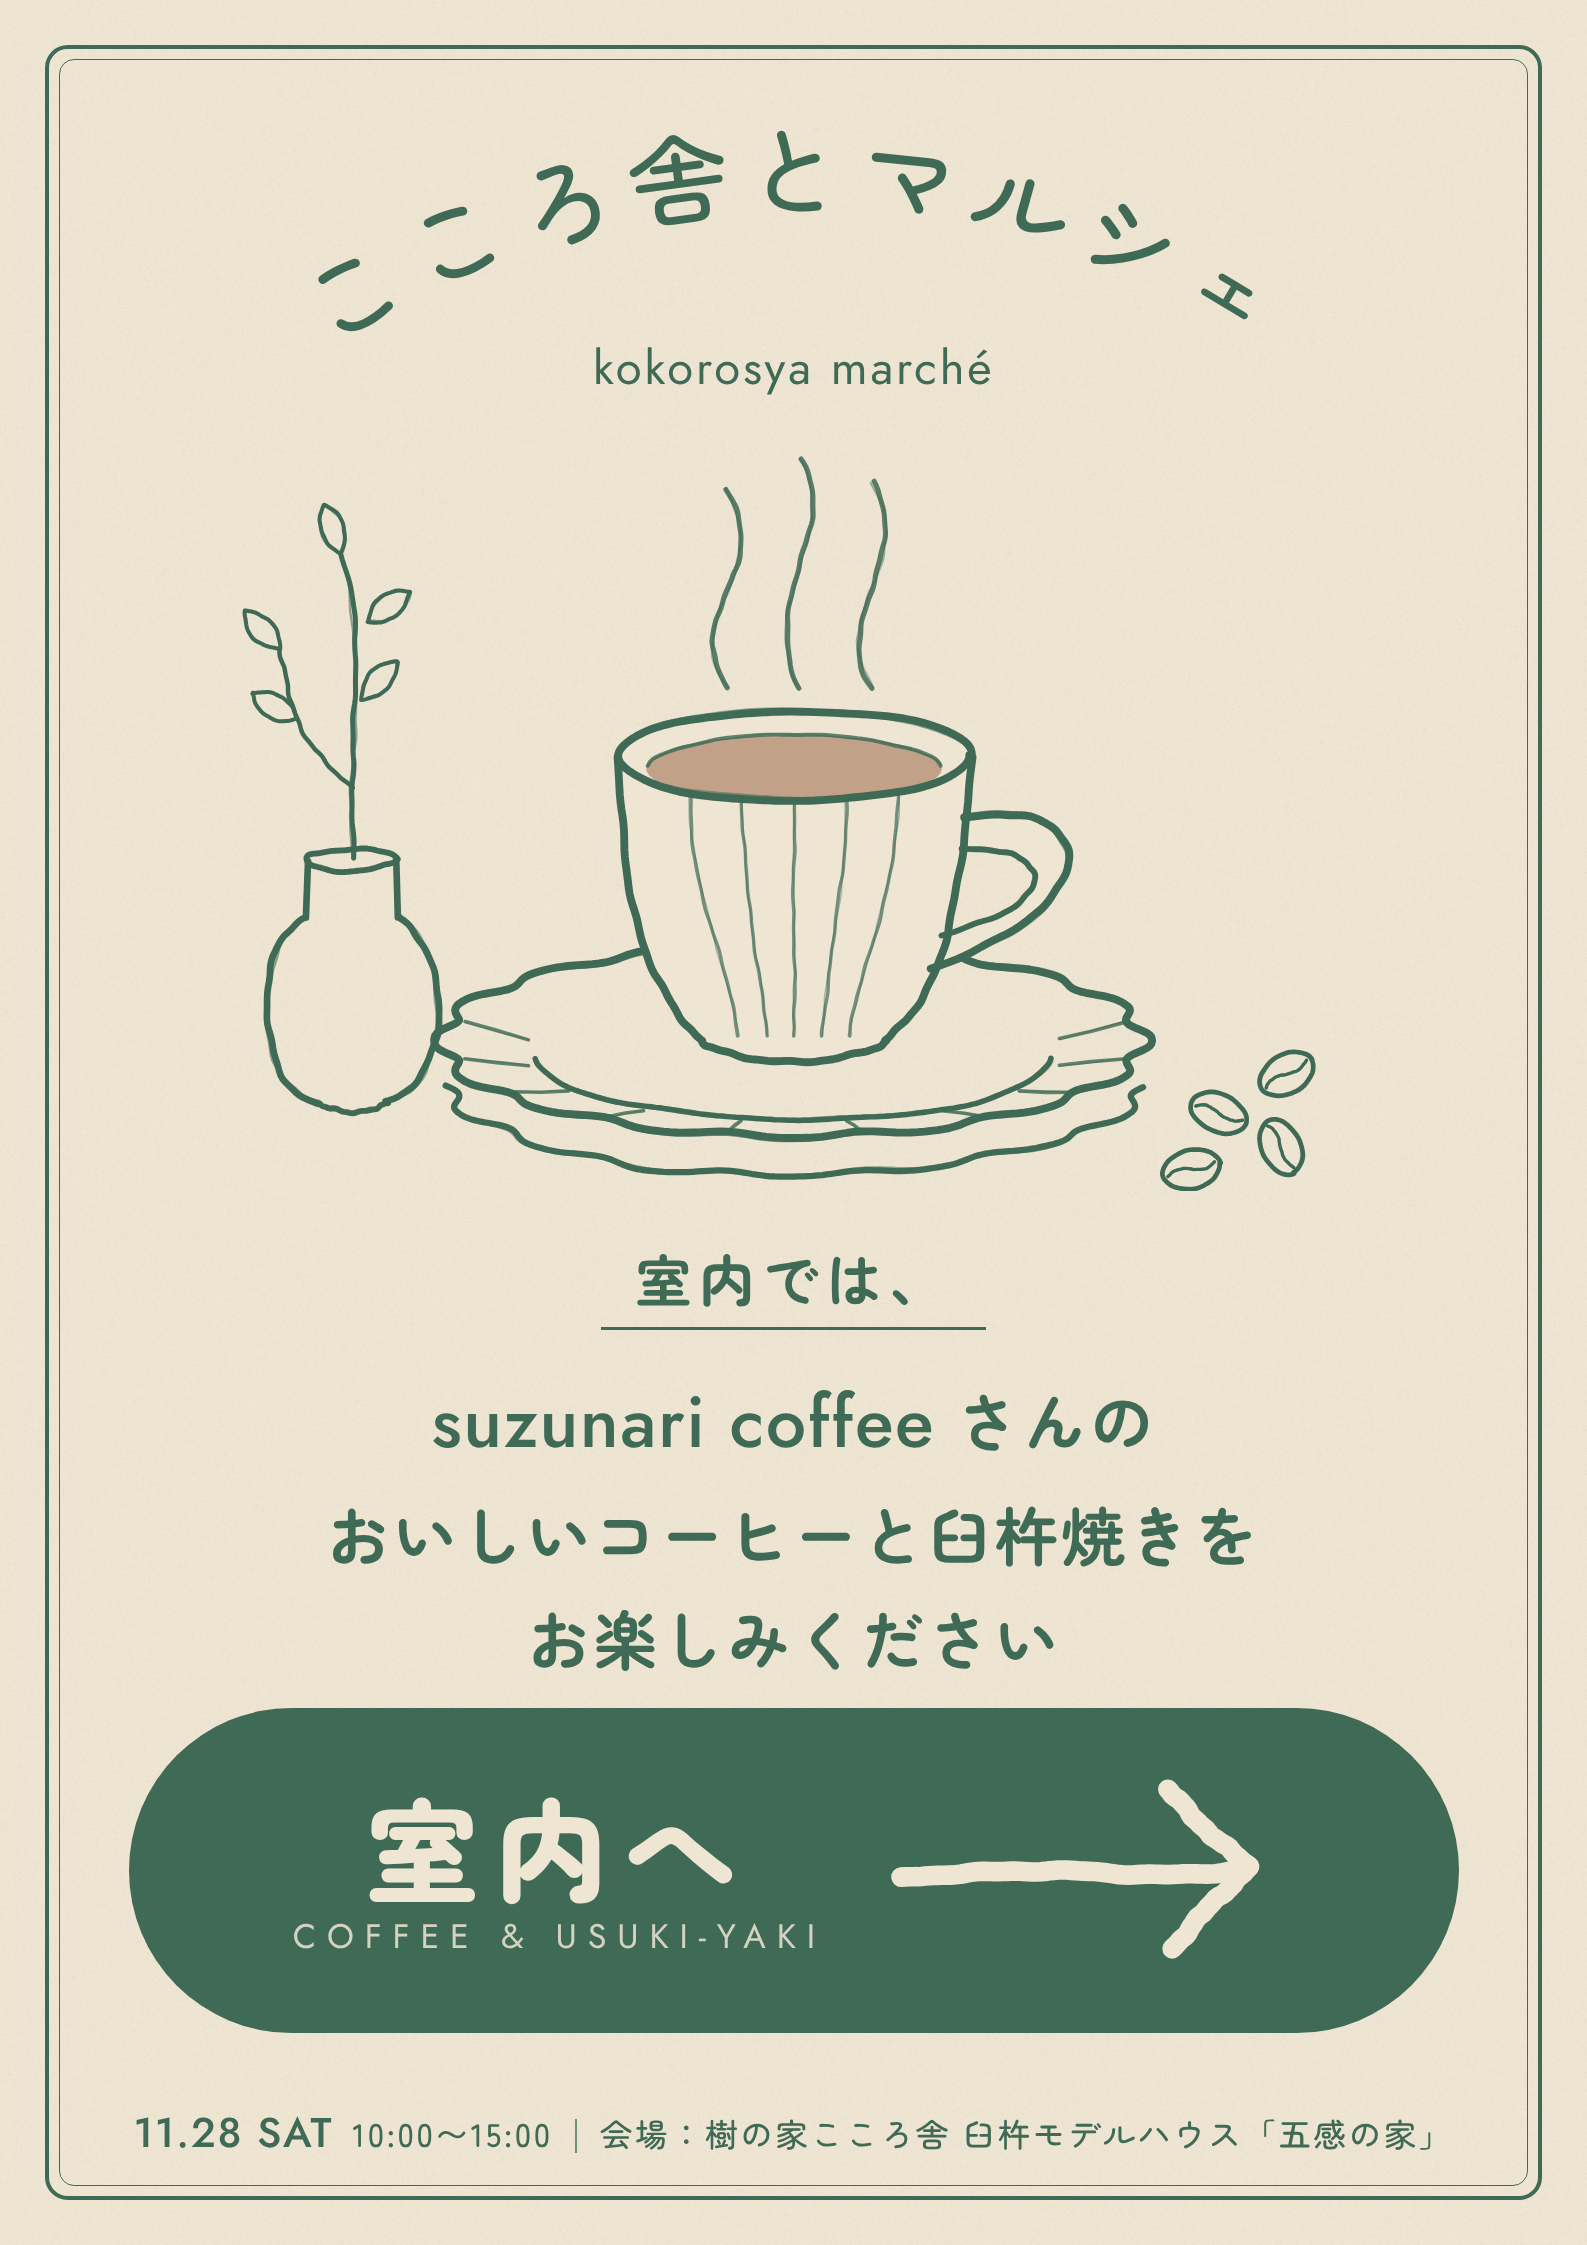 こころ舎とマルシェ
kokorosya marché
室内では、
suzunari coffee さんの
おいしいコーヒーと臼杵焼きを
お楽しみください
室内へ
COFFEE & USUKI-YAKI
11.28 SAT 10:00〜15:00 | 会場：樹の家こころ舎 臼杵モデルハウス「五感の家」